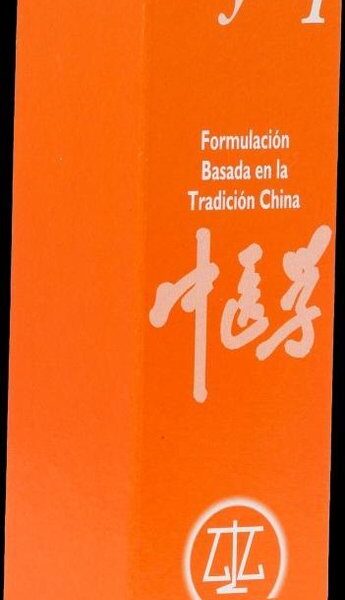 Formulación
Basada en la
Tradición China
中医学